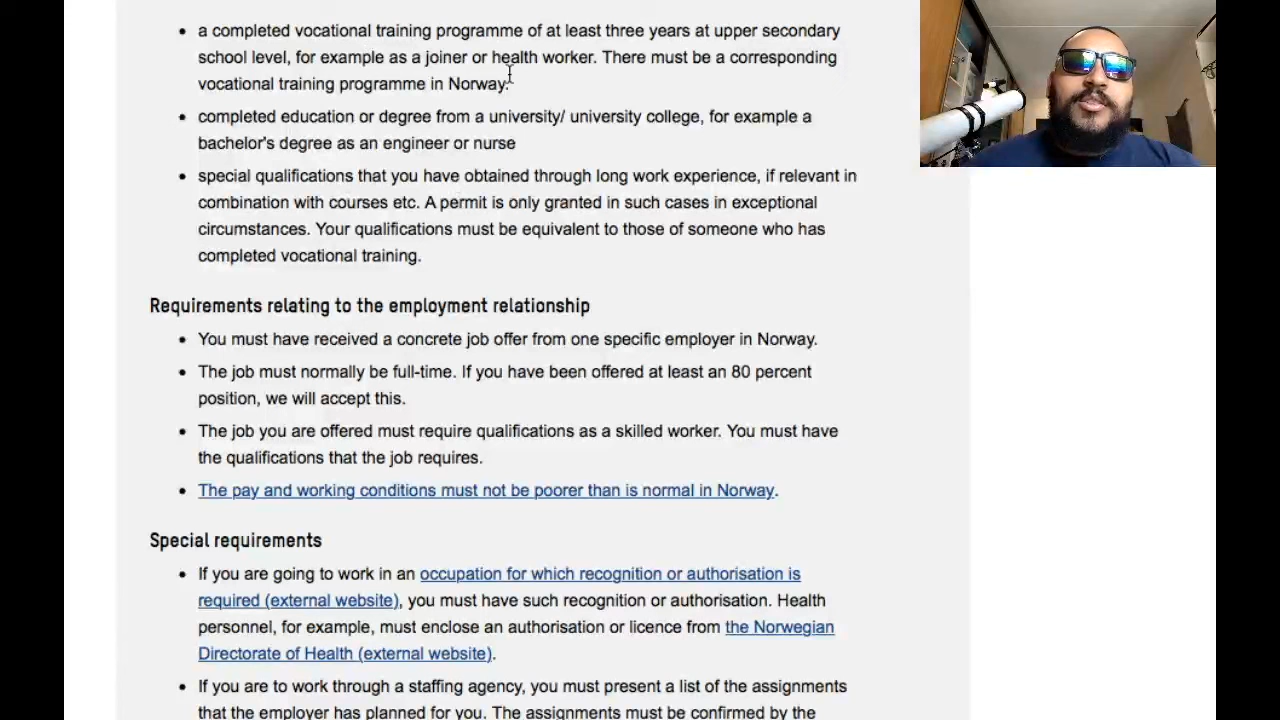 a completed vocational training programme of at least three years at upper secondary
school level, for example as a joiner or health worker. There must be a corresponding
vocational training programme in Norway.
completed education or degree from a university/ university college, for example a
bachelor's degree as an engineer or nurse
special qualifications that you have obtained through long work experience, if relevant in
combination with courses etc. A permit is only granted in such cases in exceptional
circumstances. Your qualifications must be equivalent to those of someone who has
completed vocational training.
Requirements relating to the employment relationship
You must have received a concrete job offer from one specific employer in Norway.
The job must normally be full-time. If you have been offered at least an 80 percent
position, we will accept this.
The job you are offered must require qualifications as a skilled worker. You must have
the qualifications that the job requires.
The pay and working conditions must not be poorer than is normal in Norway.
Special requirements
If you are going to work in an occupation for which recognition or authorisation is
required (external website), you must have such recognition or authorisation. Health
personnel, for example, must enclose an authorisation or licence from the Norwegian
Directorate of Health (external website).
If you are to work through a staffing agency, you must present a list of the assignments
that the employer has planned for you. The assignments must be confirmed by the